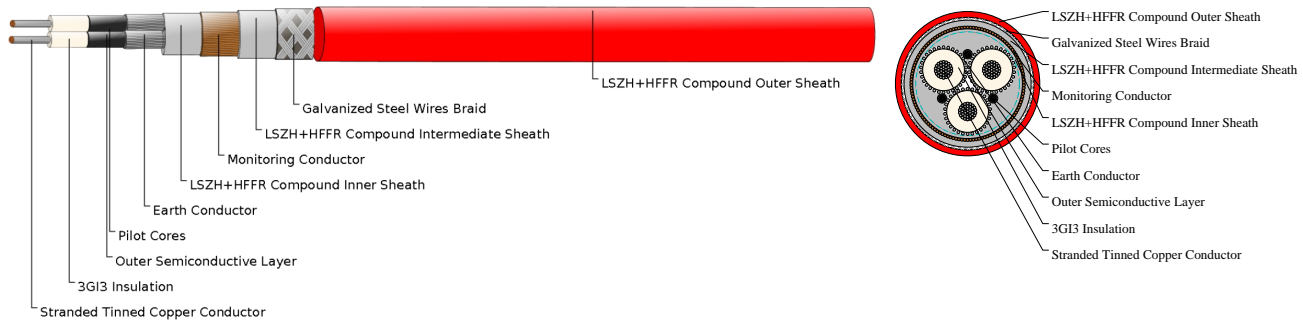 LSZH+HFFR Compound Outer Sheath
Galvanized Steel Wires Braid
LSZH+HFFR Compound Intermediate Sheath
Monitoring Conductor
LSZH+HFFR Compound Inner Sheath
Earth Conductor
Pilot Cores
Outer Semiconductive Layer
3GI3 Insulation
Stranded Tinned Copper Conductor
LSZH+HFFR Compound Outer Sheath
Galvanized Steel Wires Braid
LSZH+HFFR Compound Intermediate Sheath
Monitoring Conductor
LSZH+HFFR Compound Inner Sheath
Pilot Cores
Earth Conductor
Outer Semiconductive Layer
3GI3 Insulation
Stranded Tinned Copper Conductor